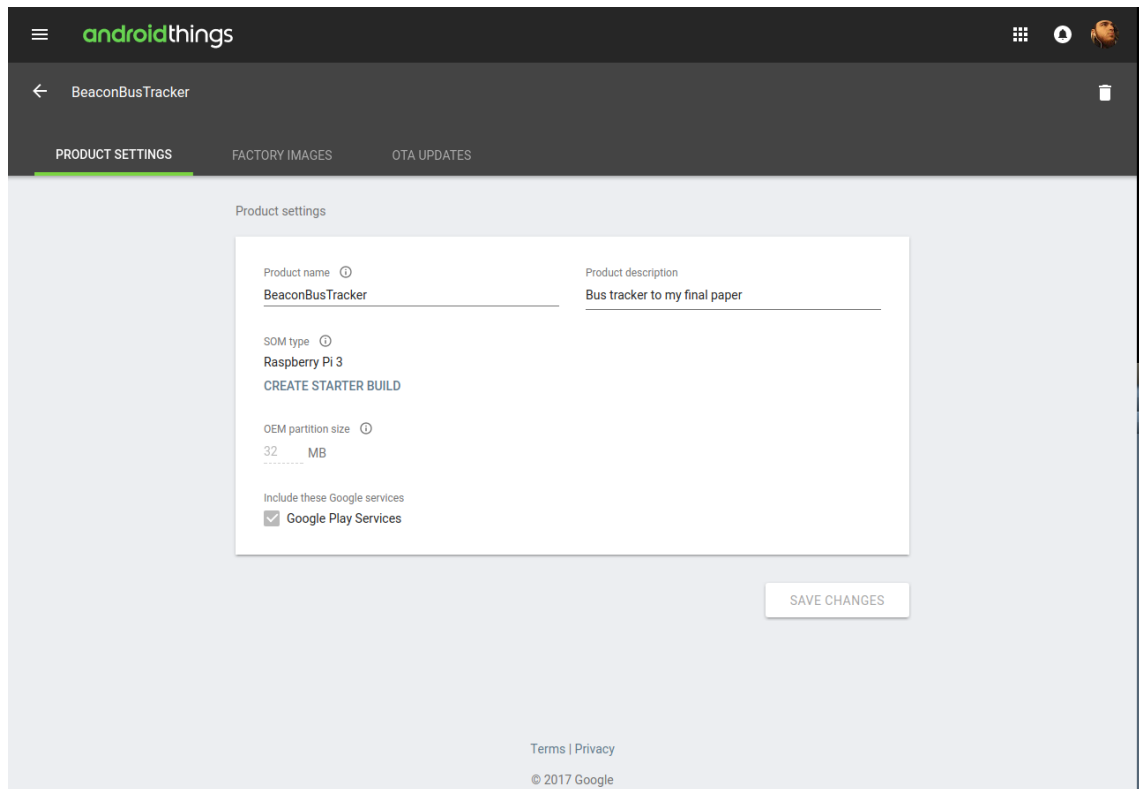 androidthings
BeaconBusTracker
PRODUCT SETTINGS FACTORY IMAGES OTA UPDATES
Product settings
Product name Product description
BeaconBusTracker Bus tracker to my final paper
SOM type
Raspberry Pi 3
CREATE STARTER BUILD
OEM partition size
32 MB
Include these Google services
Google Play Services
SAVE CHANGES
Terms | Privacy
© 2017 Google